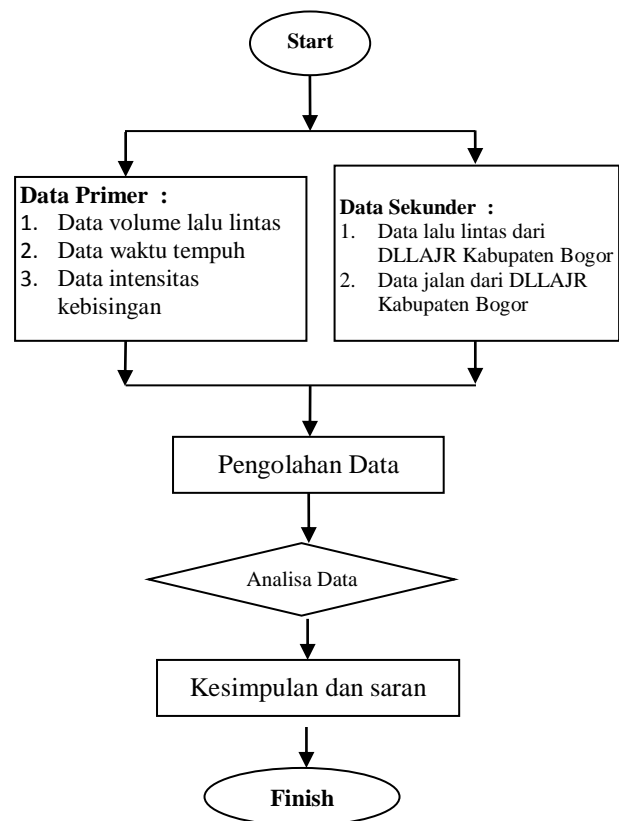 Start
Data Primer :
1. Data volume lalu lintas
2. Data waktu tempuh
3. Data intensitas
kebisingan
Data Sekunder :
1. Data lalu lintas dari
DLLAJR Kabupaten Bogor
2. Data jalan dari DLLAJR
Kabupaten Bogor
Pengolahan Data
Analisa Data
Kesimpulan dan saran
Finish